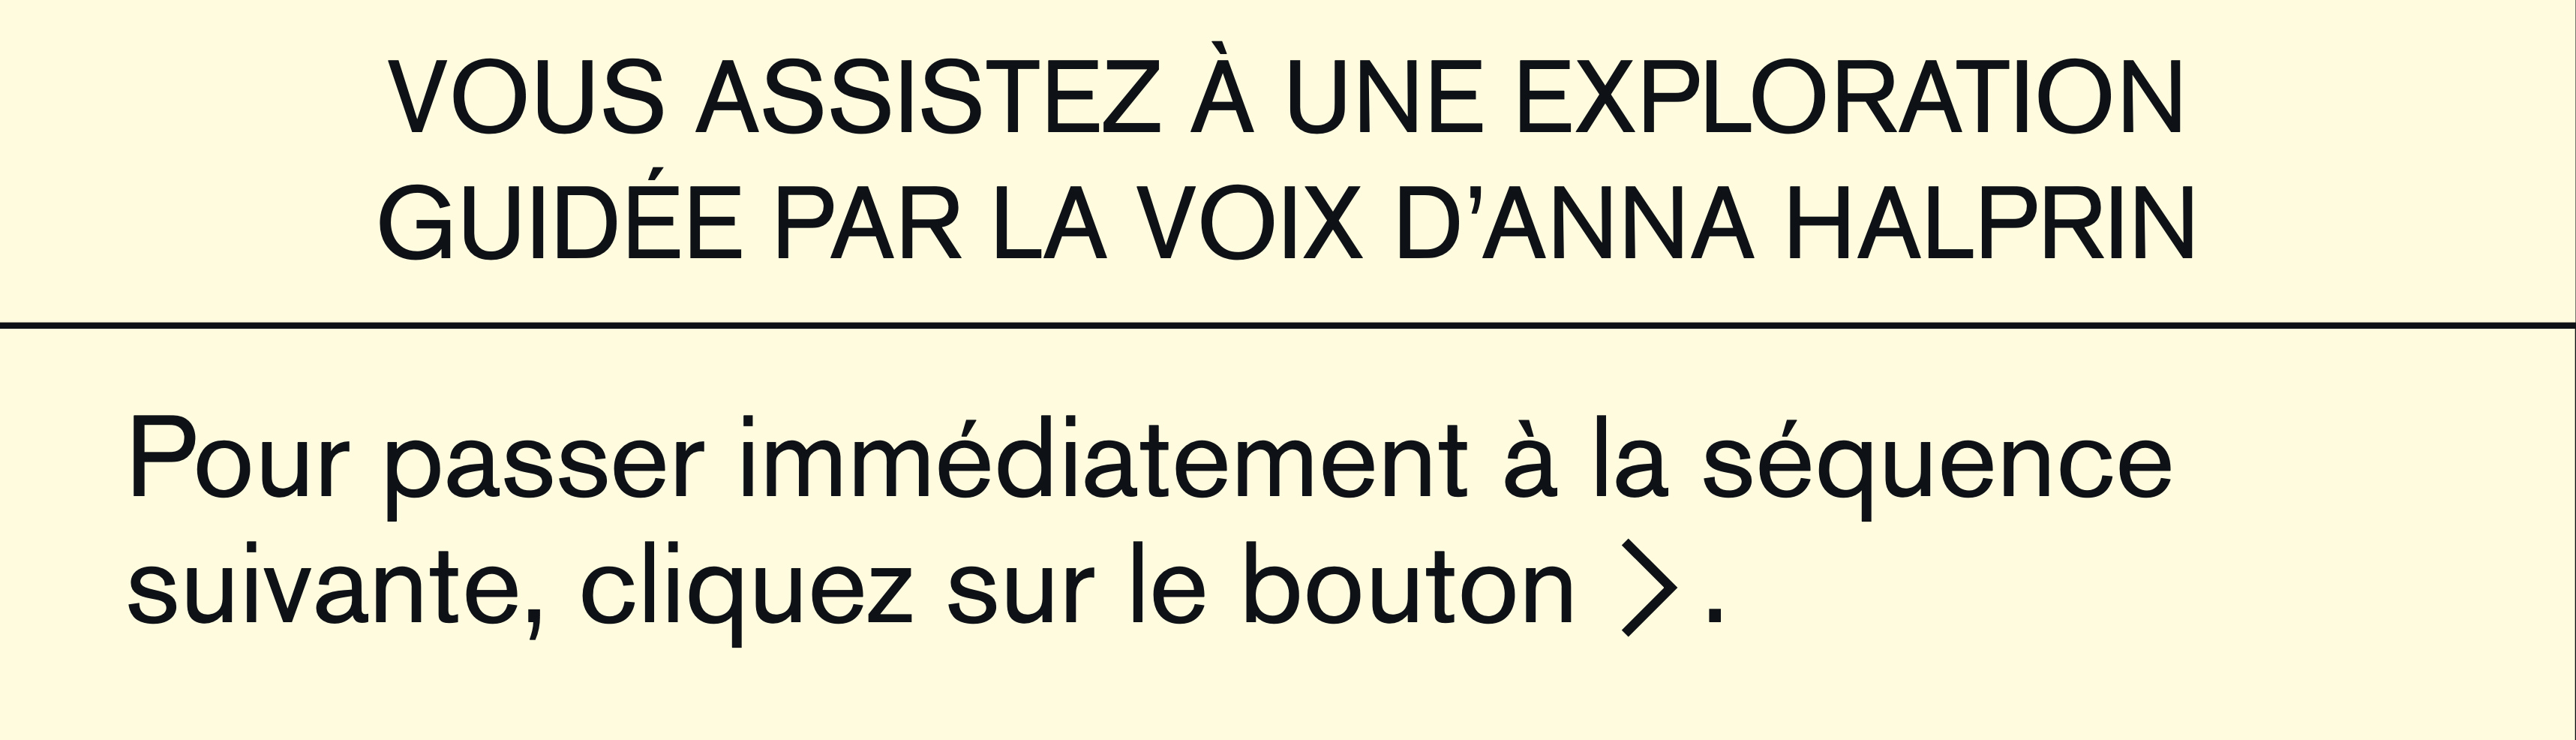 VOUS ASSISTEZ À UNE EXPLORATION
GUIDÉE PAR LA VOIX D’ANNA HALPRIN
Pour passer immédiatement à la séquence
suivante, cliquez sur le bouton >.